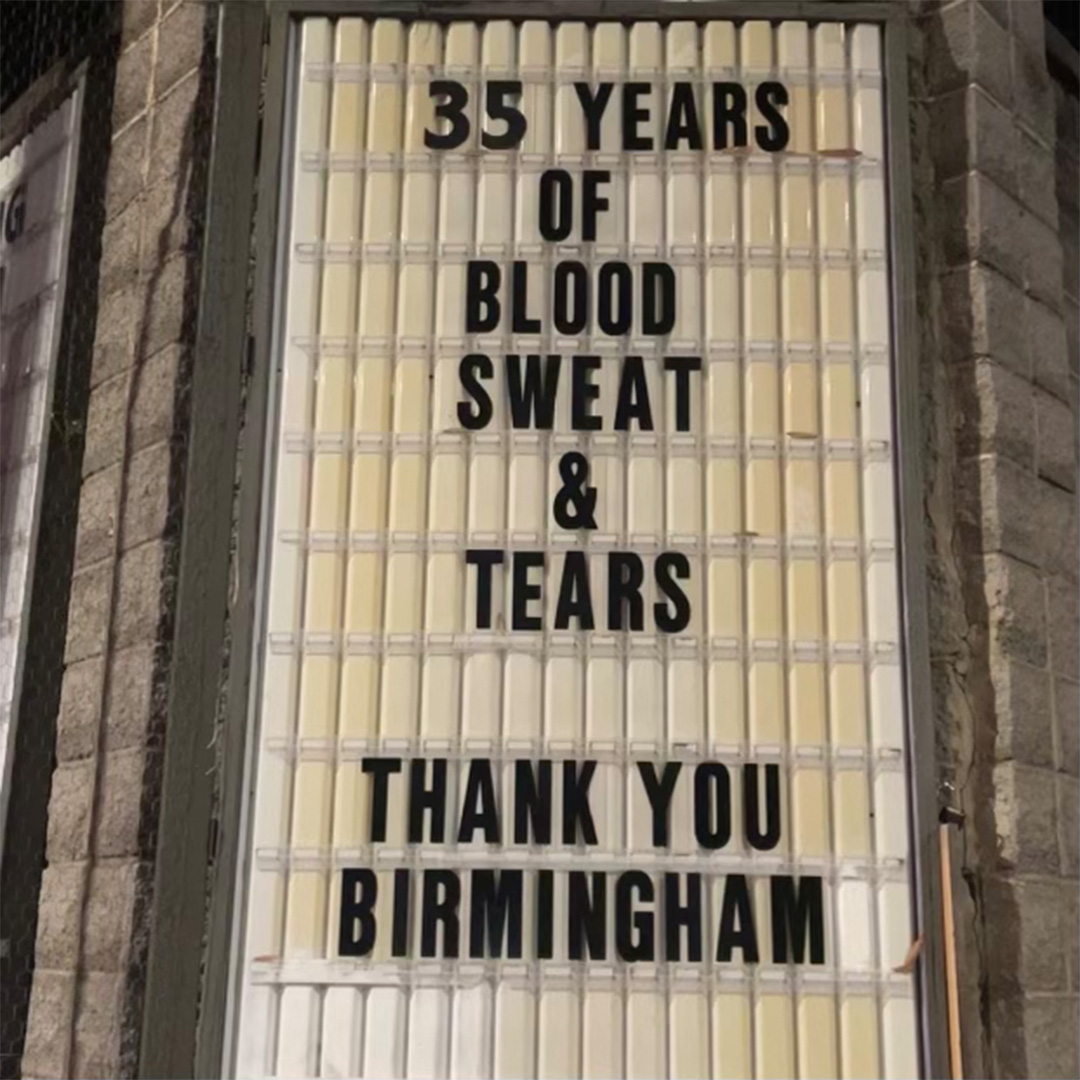 35 YEARS
OF
BLOOD
SWEAT
&
TEARS
THANK YOU
BIRMINGHAM